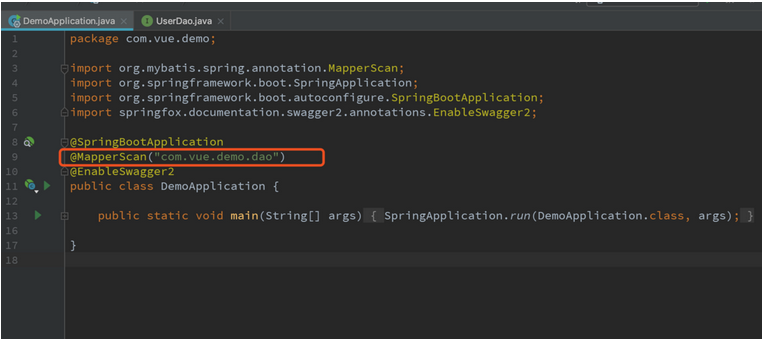 DemoApplication.java × UserDao.java ×
1 package com.vue.demo;
2
3 import org.mybatis.spring.annotation.MapperScan;
4 import org.springframework.boot.SpringApplication;
5 import org.springframework.boot.autoconfigure.SpringBootApplication;
6 import springfox.documentation.swagger2.annotations.EnableSwagger2;
7
8 @SpringBootApplication
9 @MapperScan("com.vue.demo.dao")
10 @EnableSwagger2
11 public class DemoApplication {
12
13 public static void main(String[] args) { SpringApplication.run(DemoApplication.class, args); }
16
17 }
18